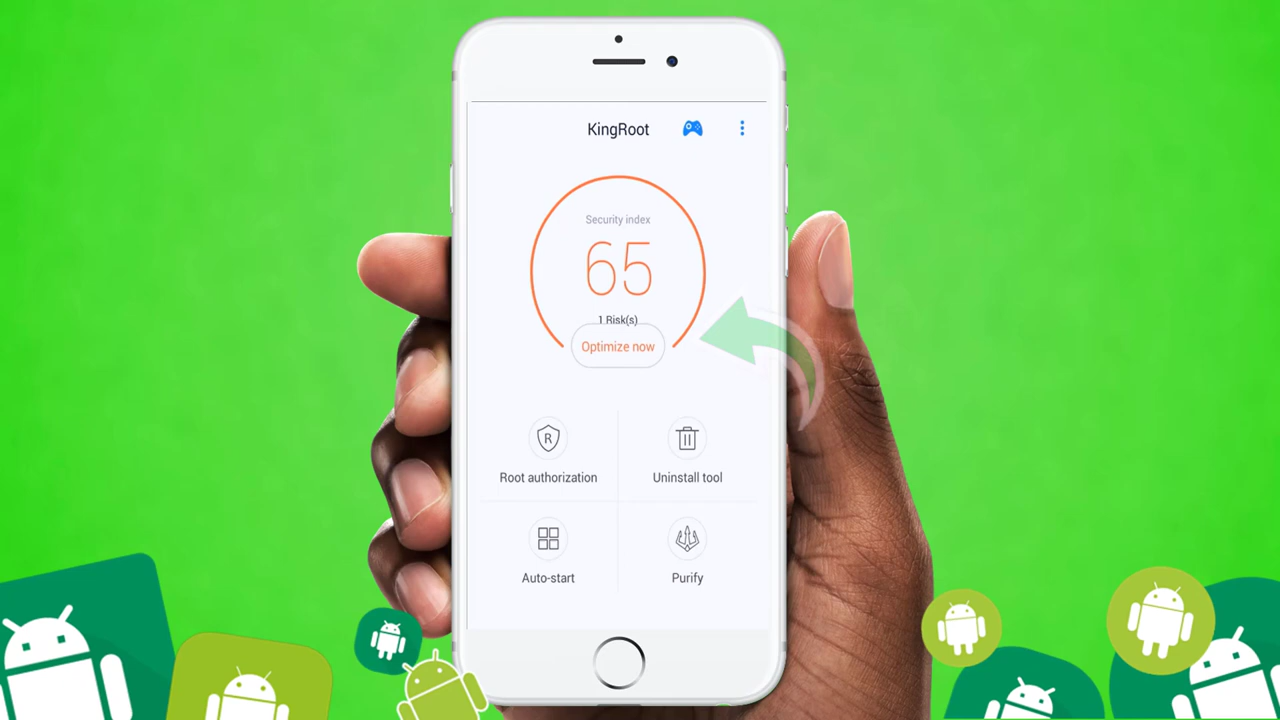 KingRoot
Security index
65
1 Risk(s)
Optimize now
R
Root authorization
Uninstall tool
Auto-start
Purify